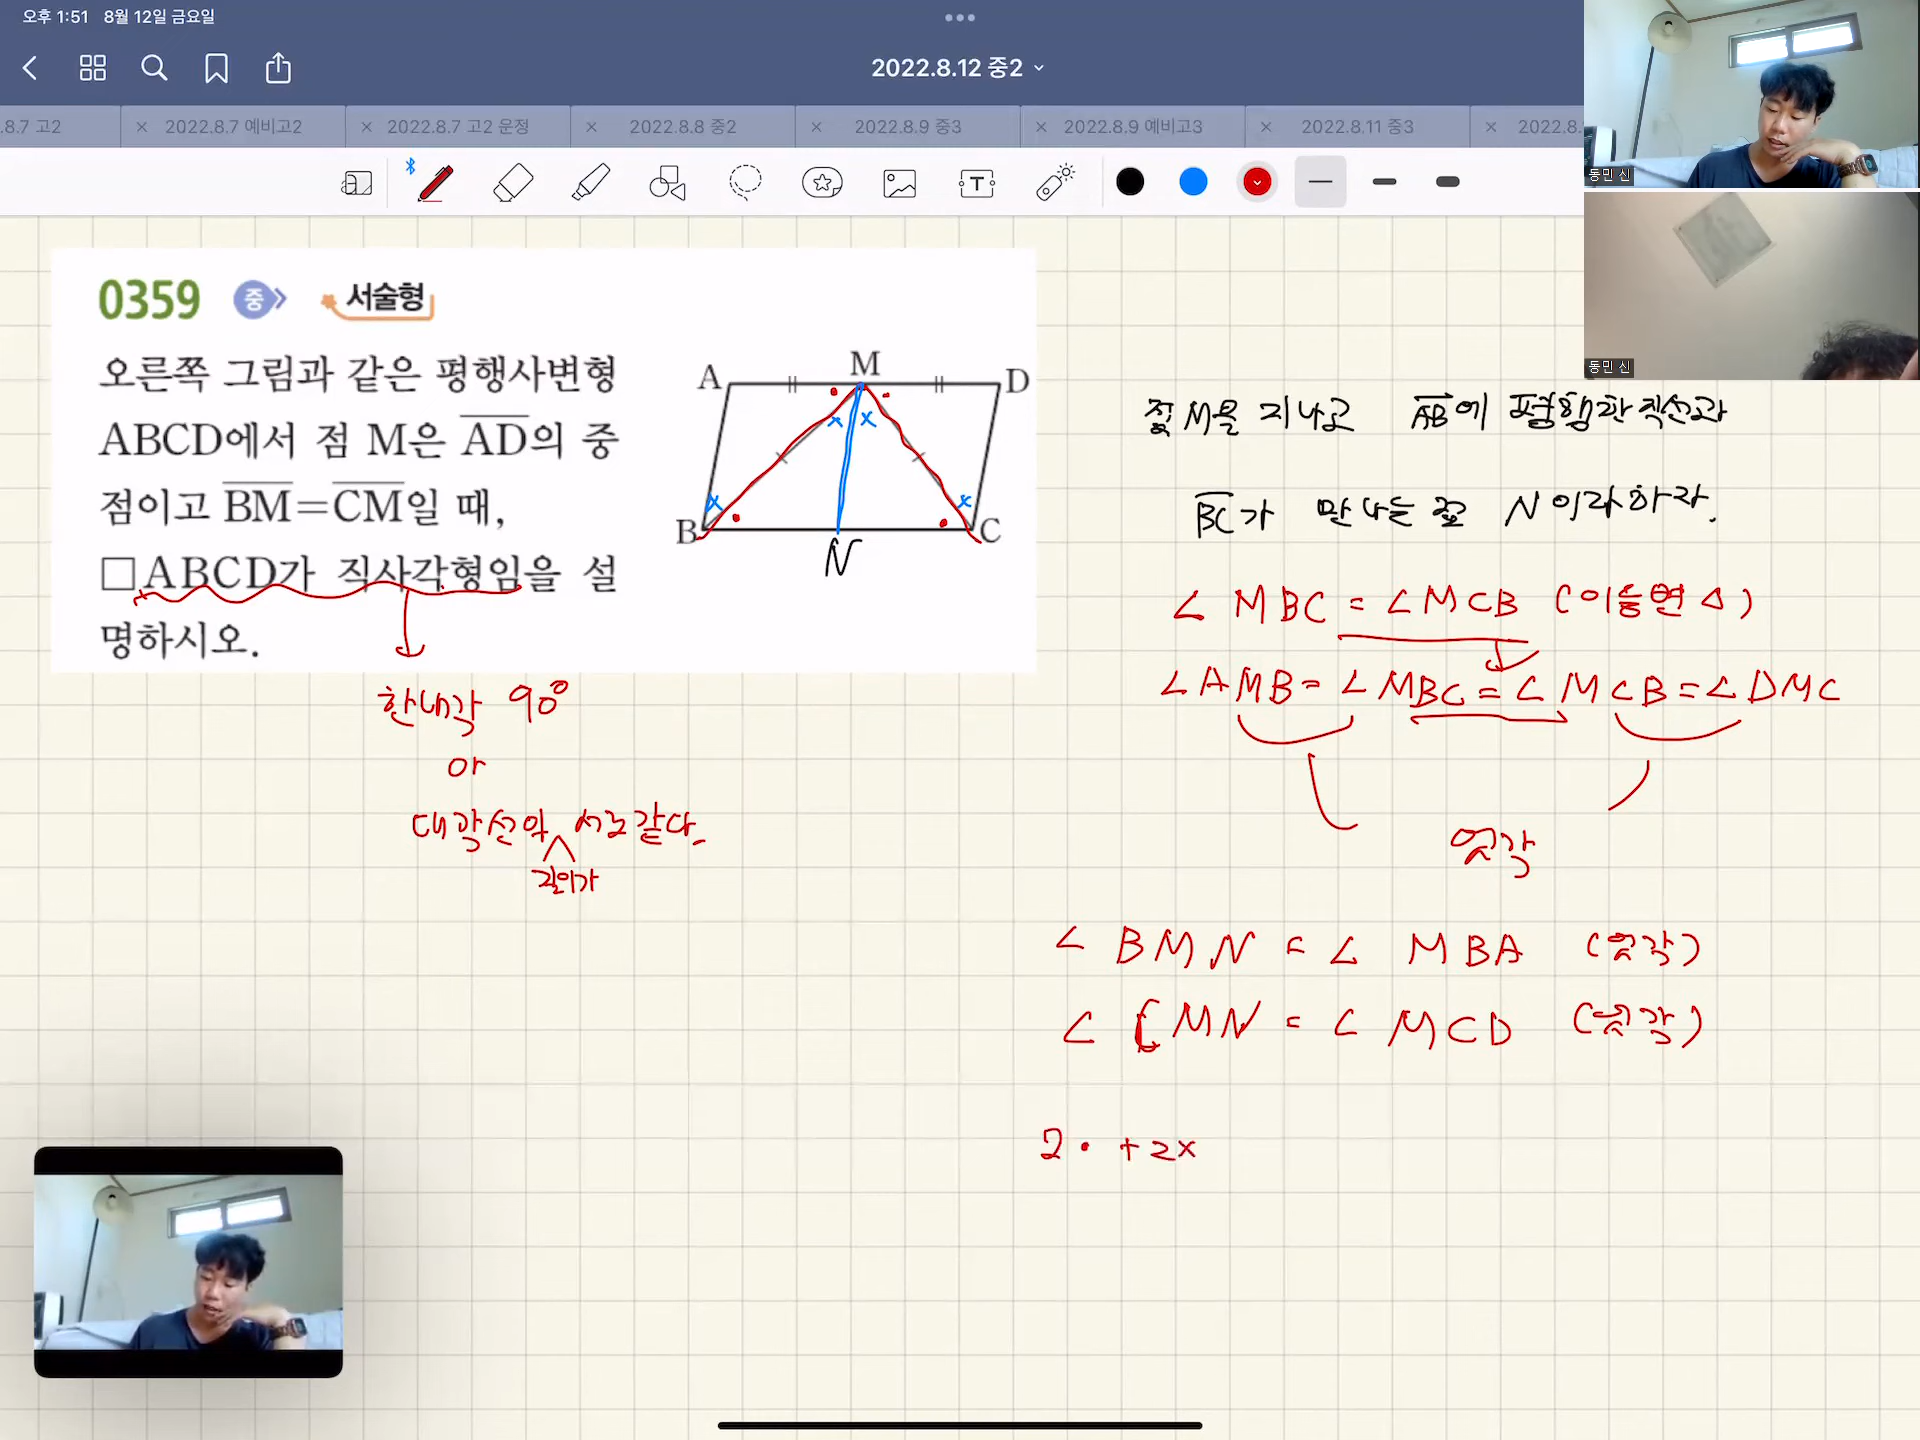 오후 1:51 8월 12일 금요일
2022.8.12 중2
.8.7 고2
2022.8.7 예비고2
2022.8.7 고2 운정
2022.8.8 중2
2022.8.9 중3
2022.8.9 예비고3
2022.8.11 중3
2022.8.
동민 신
동민 신
0359 중 서술형
오른쪽 그림과 같은 평행사변형
ABCD에서 점 M은 AD의 중
점이고 BM=CM일 때,
□ABCD가 직사각형임을 설
명하시오.
A M D
B N C
한 내각 90°
or
대각선의 서로 같다.
길이가
점 M을 지나고 AB에 평행한 직선과
BC가 만나는 점 N이라 하자.
∠MBC = ∠MCB (이등변 △)
∠AMB = ∠MBC = ∠MCB = ∠DMC
엇각
∠BMN = ∠MBA (엇각)
∠CMN = ∠MCD (엇각)
2• +2×